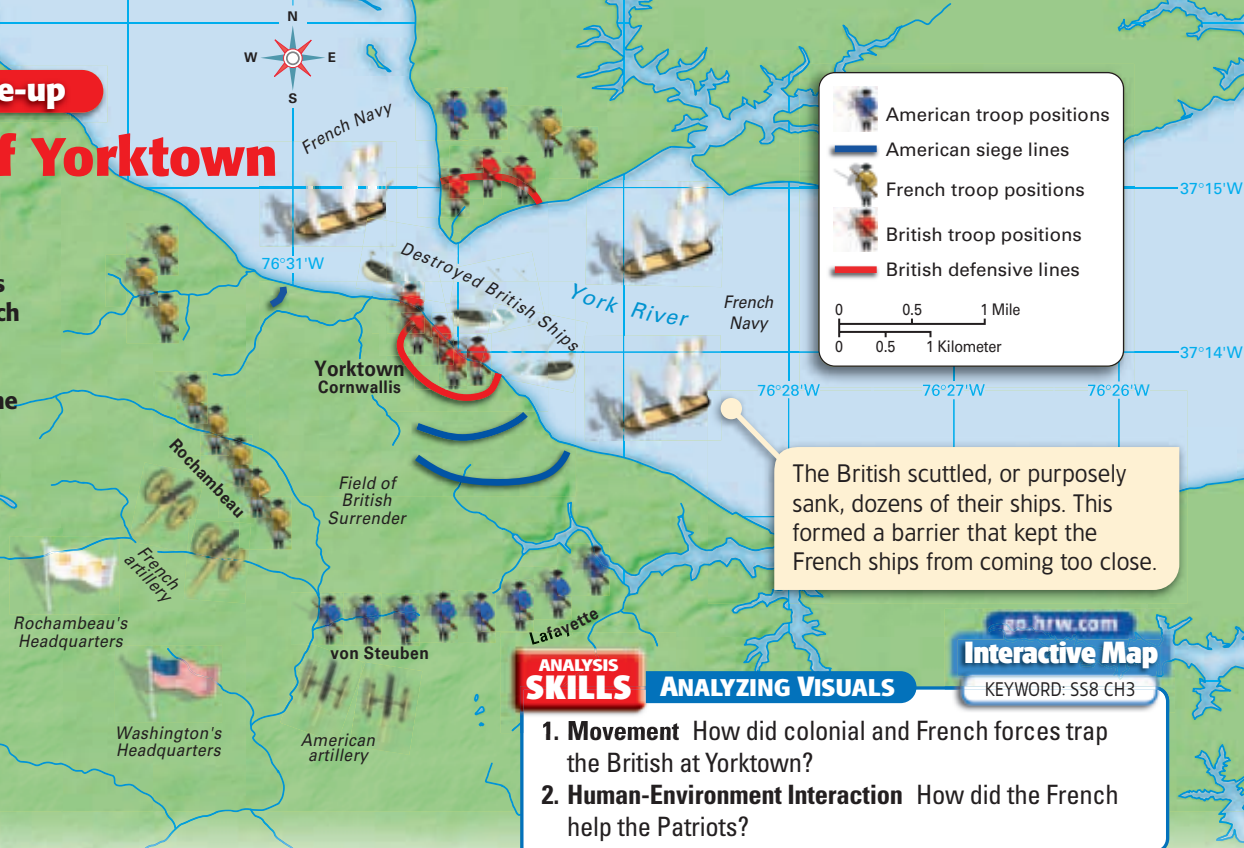 e-up
f Yorktown
s
ch
ne
N
W
E
S
French Navy
76°31'W
Destroyed British Ships
York River
French
Navy
Yorktown
Cornwallis
Rochambeau
Field of
British
Surrender
French
artillery
Rochambeau's
Headquarters
von Steuben
Lafayette
Washington's
Headquarters
American
artillery
American troop positions
American siege lines
French troop positions
British troop positions
British defensive lines
0 0.5 1 Mile
0 0.5 1 Kilometer
37°15'W
37°14'W
76°28'W
76°27'W
76°26'W
The British scuttled, or purposely
sank, dozens of their ships. This
formed a barrier that kept the
French ships from coming too close.
go.hrw.com
Interactive Map
KEYWORD: SS8 CH3
ANALYSIS
SKILLS
ANALYZING VISUALS
1. Movement How did colonial and French forces trap
the British at Yorktown?
2. Human-Environment Interaction How did the French
help the Patriots?